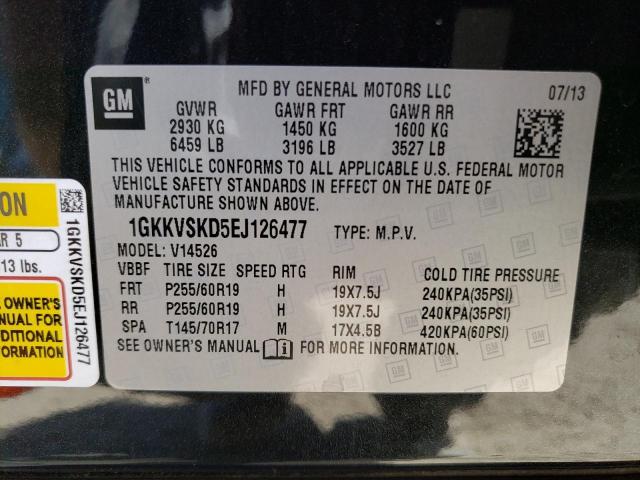 GM
MFD BY GENERAL MOTORS LLC
07/13
GVWR GAWR FRT GAWR RR
2930 KG 1450 KG 1600 KG
6459 LB 3196 LB 3527 LB
THIS VEHICLE CONFORMS TO ALL APPLICABLE U.S. FEDERAL MOTOR
VEHICLE SAFETY STANDARDS IN EFFECT ON THE DATE OF
MANUFACTURE SHOWN ABOVE.
1GKKVSKD5EJ126477 TYPE: M.P.V.
MODEL: V14526
VBBF TIRE SIZE SPEED RTG RIM COLD TIRE PRESSURE
FRT P255/60R19 H 19X7.5J 240KPA(35PSI)
RR P255/60R19 H 19X7.5J 240KPA(35PSI)
SPA T145/70R17 M 17X4.5B 420KPA(60PSI)
SEE OWNER'S MANUAL FOR MORE INFORMATION.
ON
R 5
13 lbs.
OWNER'S
NUAL FOR
ADDITIONAL
FORMATION
1GKKVSKD5EJ126477